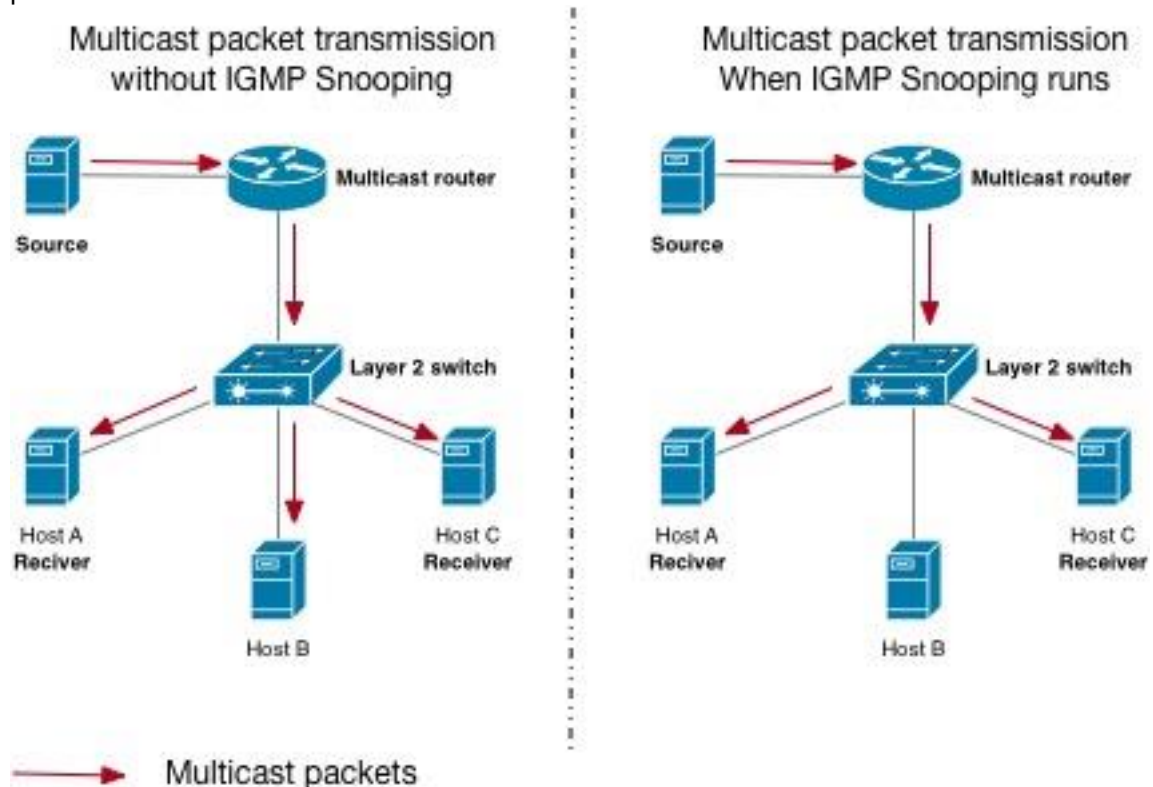 Multicast packet transmission
without IGMP Snooping
Source
Multicast router
Layer 2 switch
Host A
Reciver
Host C
Receiver
Host B
Multicast packet transmission
When IGMP Snooping runs
Source
Multicast router
Layer 2 switch
Host A
Reciver
Host C
Receiver
Host B
Multicast packets